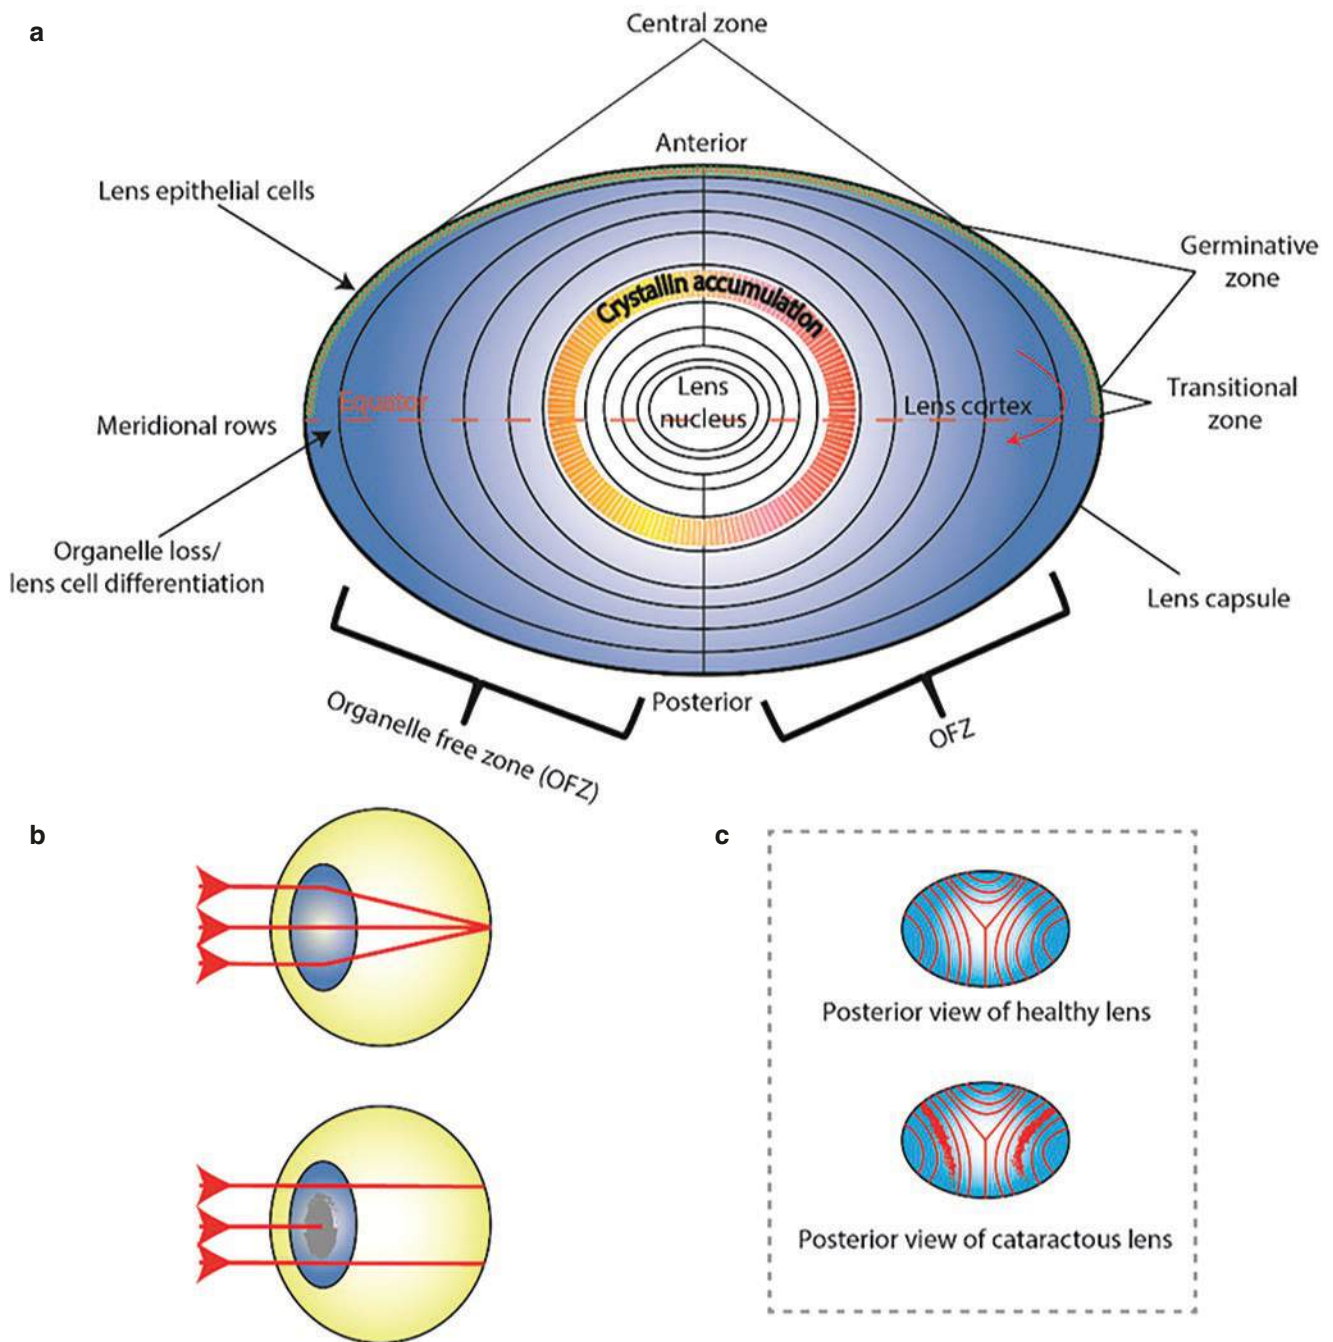 a
Central zone
Anterior
Lens epithelial cells
Germinative
zone
Crystallin accumulation
Lens
nucleus
Equator
Lens cortex
Transitional
zone
Meridional rows
Organelle loss/
lens cell differentiation
Lens capsule
Organelle free zone (OFZ)
Posterior
OFZ
b
c
Posterior view of healthy lens
Posterior view of cataractous lens